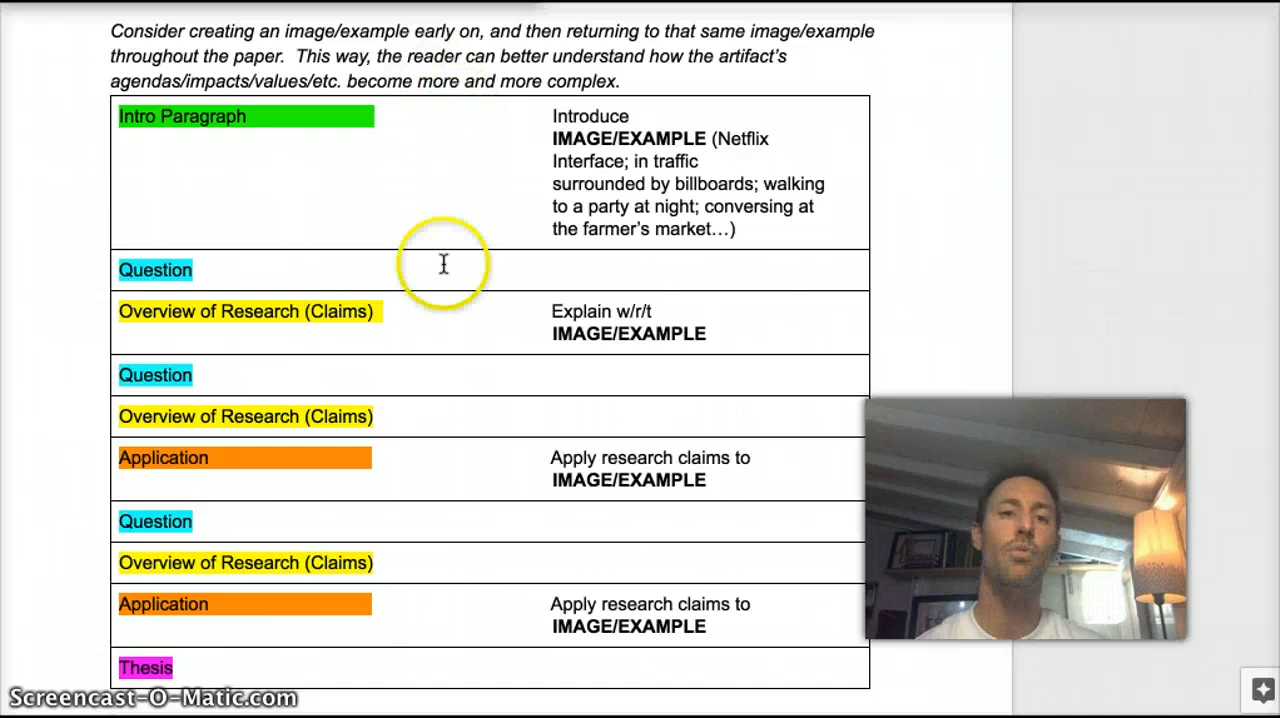 Consider creating an image/example early on, and then returning to that same image/example
throughout the paper.  This way, the reader can better understand how the artifact's
agendas/impacts/values/etc. become more and more complex.
Intro Paragraph
Introduce
IMAGE/EXAMPLE (Netflix
Interface; in traffic
surrounded by billboards; walking
to a party at night; conversing at
the farmer's market…)
Question
Overview of Research (Claims)
Explain w/r/t
IMAGE/EXAMPLE
Question
Overview of Research (Claims)
Application
Apply research claims to
IMAGE/EXAMPLE
Question
Overview of Research (Claims)
Application
Apply research claims to
IMAGE/EXAMPLE
Thesis
Screencast-O-Matic.com